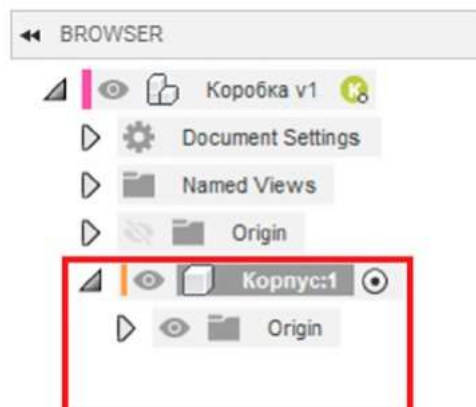 BROWSER
Коробка v1 K
Document Settings
Named Views
Origin
Корпус:1
Origin